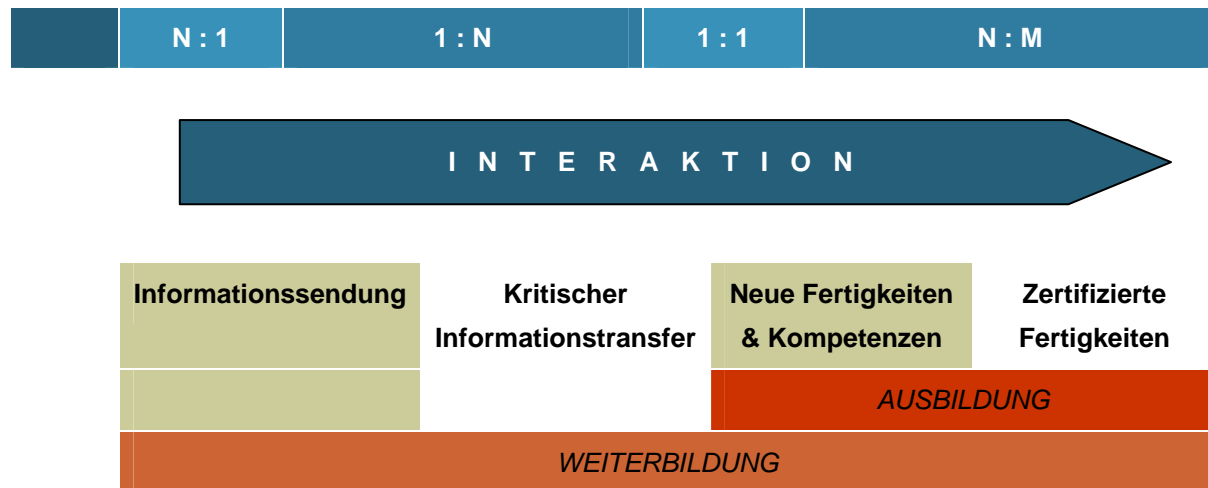 N : 1 1 : N 1 : 1 N : M
I N T E R A K T I O N
Informationssendung Kritischer Neue Fertigkeiten Zertifizierte
Informationstransfer & Kompetenzen Fertigkeiten
AUSBILDUNG
WEITERBILDUNG